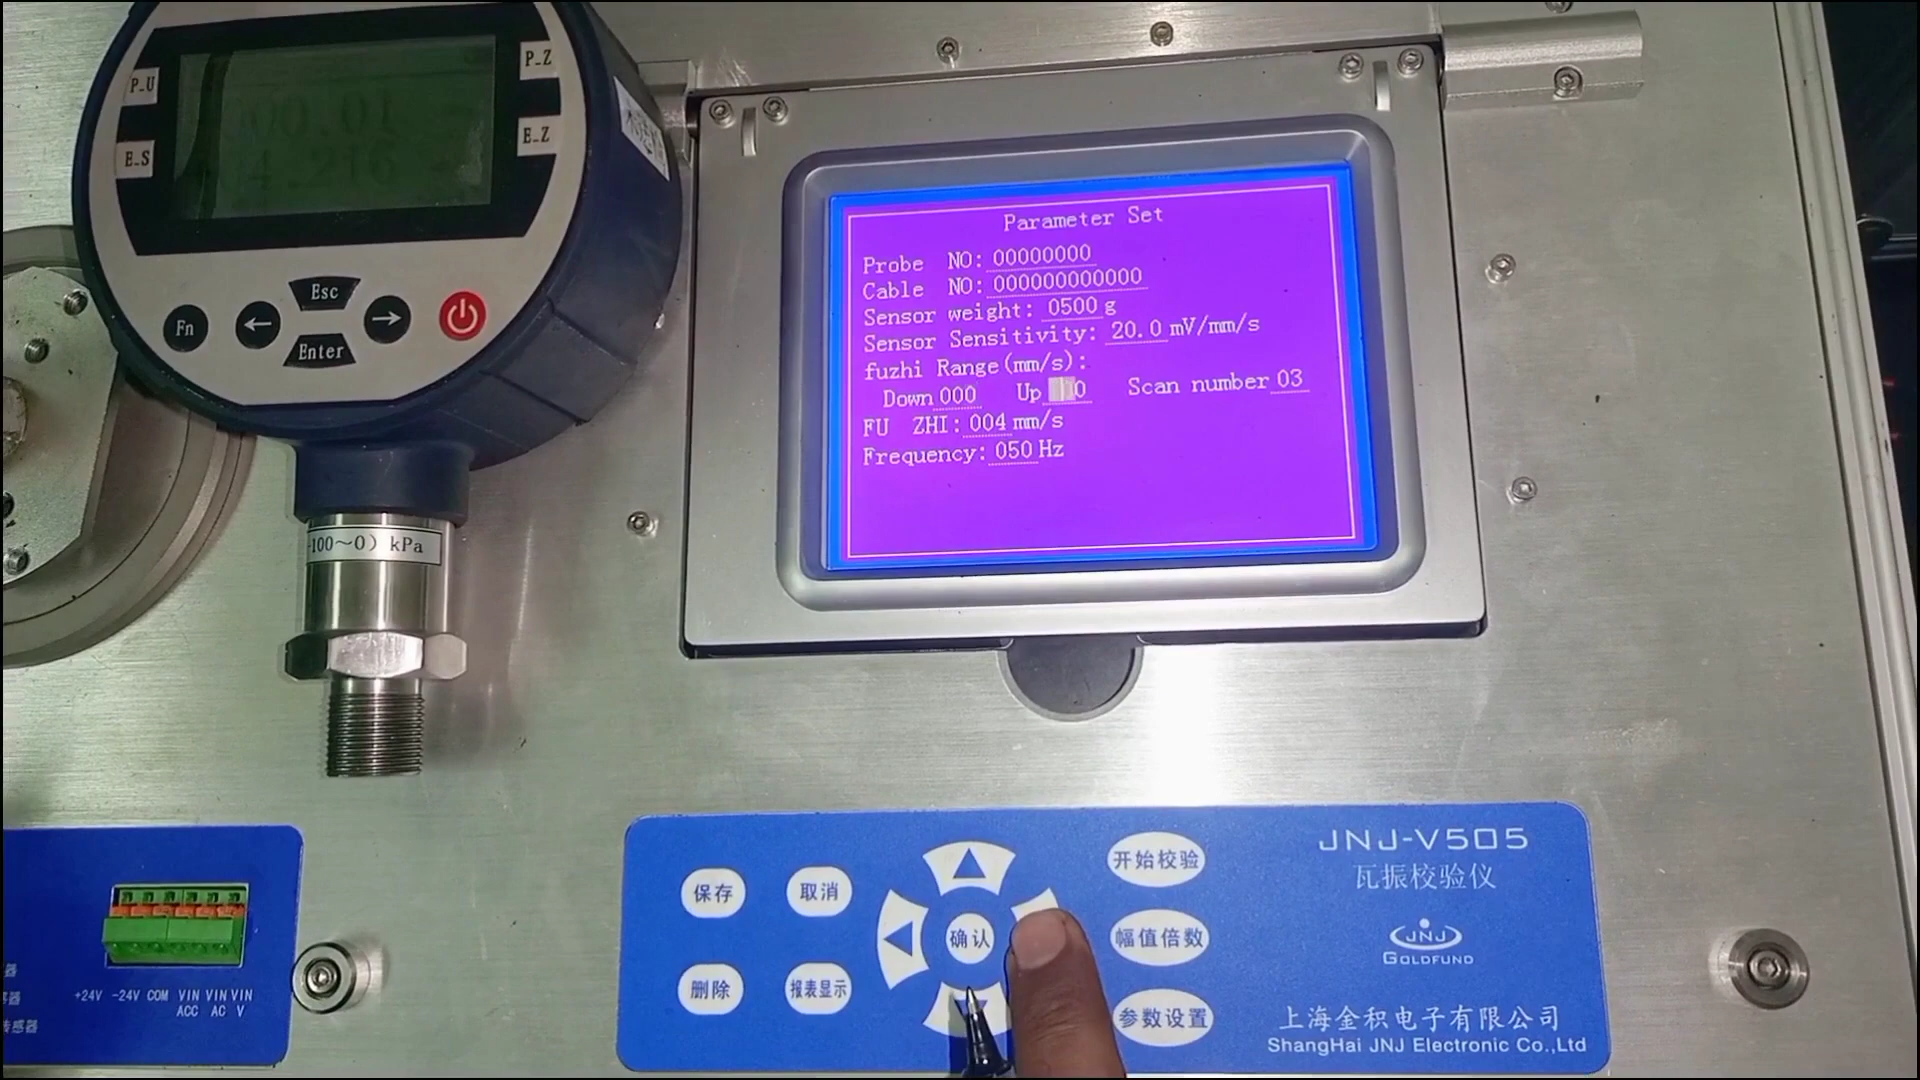 P_U
P_Z
E_S
E_Z
Esc
Fn
Enter
-100～0) kPa
Parameter Set
Probe NO: 00000000
Cable NO: 000000000000
Sensor weight: 0500 g
Sensor Sensitivity: 20.0 mV/mm/s
fuzhi Range(mm/s):
Down 000 Up 0 Scan number 03
FU ZHI: 004 mm/s
Frequency: 050 Hz
+24V -24V COM VIN VIN VIN
ACC AC V
保存
取消
确认
删除
报表显示
开始校验
幅值倍数
参数设置
JNJ-V505
瓦振校验仪
JNJ
GOLDFUND
上海金积电子有限公司
ShangHai JNJ Electronic Co.,Ltd